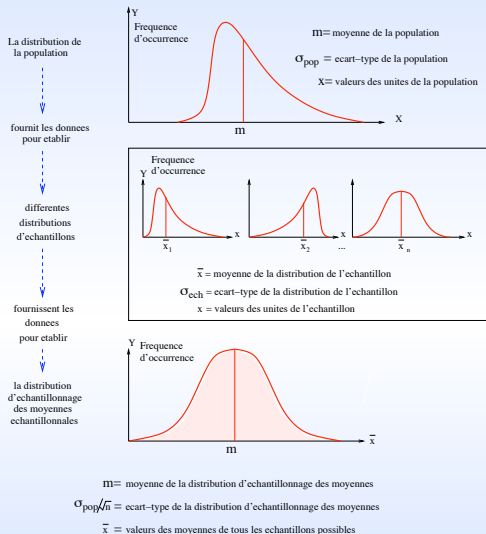 La distribution de
la population
fournit les donnees
pour etablir
differentes
distributions
d'echantillons
fournissent les
donnees
pour etablir
la distribution
d'echantillonnage
des moyennes
echantillonnales
Y Frequence
d'occurrence
m= moyenne de la population
σpop = ecart-type de la population
x= valeurs des unites de la population
X
m
Frequence
Y d'occurrence
x x x
x̄1 x̄2 ... x̄n
x̄ = moyenne de la distribution de l'echantillon
σech = ecart-type de la distribution de l'echantillon
x = valeurs des unites de l'echantillon
Y Frequence
d'occurrence
x̄
m
m= moyenne de la distribution d'echantillonnage des moyennes
σpop/√n = ecart-type de la distribution d'echantillonnage des moyennes
x̄ = valeurs des moyennes de tous les echantillons possibles